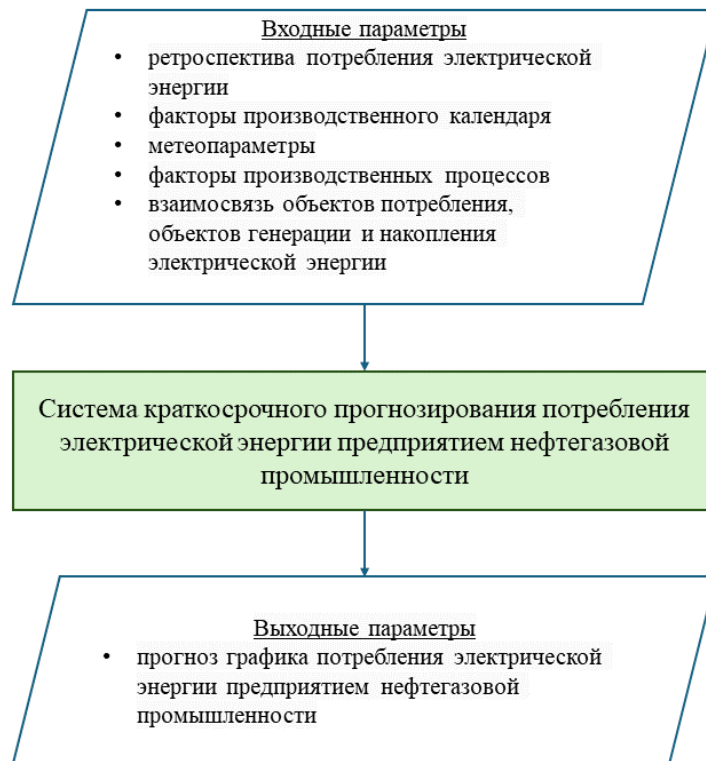 Входные параметры
• ретроспектива потребления электрической
энергии
• факторы производственного календаря
• метеопараметры
• факторы производственных процессов
• взаимосвязь объектов потребления,
объектов генерации и накопления
электрической энергии
Система краткосрочного прогнозирования потребления
электрической энергии предприятием нефтегазовой
промышленности
Выходные параметры
• прогноз графика потребления электрической
энергии предприятием нефтегазовой
промышленности